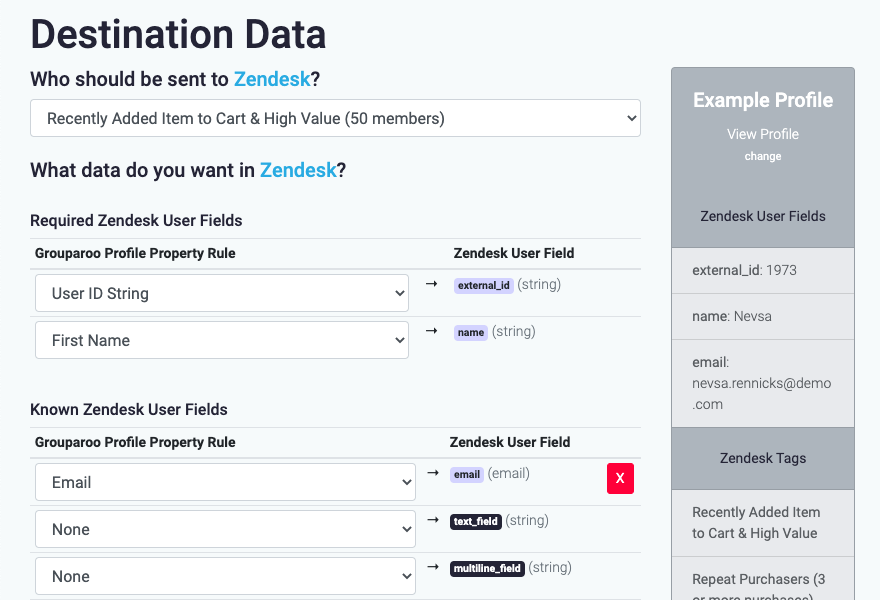 Destination Data
Who should be sent to Zendesk?
Recently Added Item to Cart & High Value (50 members)
What data do you want in Zendesk?
Required Zendesk User Fields
Grouparoo Profile Property Rule
Zendesk User Field
User ID String
→ external_id (string)
First Name
→ name (string)
Known Zendesk User Fields
Grouparoo Profile Property Rule
Zendesk User Field
Email
→ email (email)
X
None
→ text_field (string)
None
→ multiline_field (string)
Example Profile
View Profile
change
Zendesk User Fields
external_id: 1973
name: Nevsa
email:
nevsa.rennicks@demo
.com
Zendesk Tags
Recently Added Item
to Cart & High Value
Repeat Purchasers (3
or more purchases)